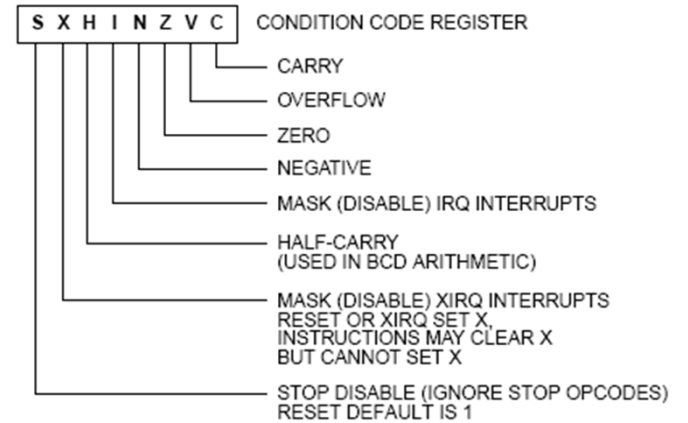 S X H I N Z V C CONDITION CODE REGISTER
CARRY
OVERFLOW
ZERO
NEGATIVE
MASK (DISABLE) IRQ INTERRUPTS
HALF-CARRY
(USED IN BCD ARITHMETIC)
MASK (DISABLE) XIRQ INTERRUPTS
RESET OR XIRQ SET X,
INSTRUCTIONS MAY CLEAR X
BUT CANNOT SET X
STOP DISABLE (IGNORE STOP OPCODES)
RESET DEFAULT IS 1